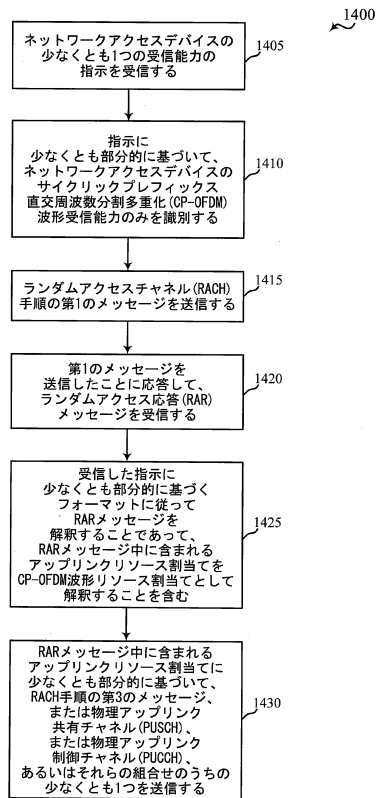 1400
ネットワークアクセスデバイスの
少なくとも1つの受信能力の
指示を受信する
1405
指示に
少なくとも部分的に基づいて、
ネットワークアクセスデバイスの
サイクリックプレフィックス
直交周波数分割多重化(CP-OFDM)
波形受信能力のみを識別する
1410
ランダムアクセスチャネル(RACH)
手順の第1のメッセージを送信する
1415
第1のメッセージを
送信したことに応答して、
ランダムアクセス応答(RAR)
メッセージを受信する
1420
受信した指示に
少なくとも部分的に基づく
フォーマットに従って
RARメッセージを
解釈することであって、
RARメッセージ中に含まれる
アップリンクリソース割当てを
CP-OFDM波形リソース割当てとして
解釈することを含む
1425
RARメッセージ中に含まれる
アップリンクリソース割当てに
少なくとも部分的に基づいて、
RACH手順の第3のメッセージ、
または物理アップリンク
共有チャネル(PUSCH)、
または物理アップリンク
制御チャネル(PUCCH)、
あるいはそれらの組合せのうちの
少なくとも1つを送信する
1430